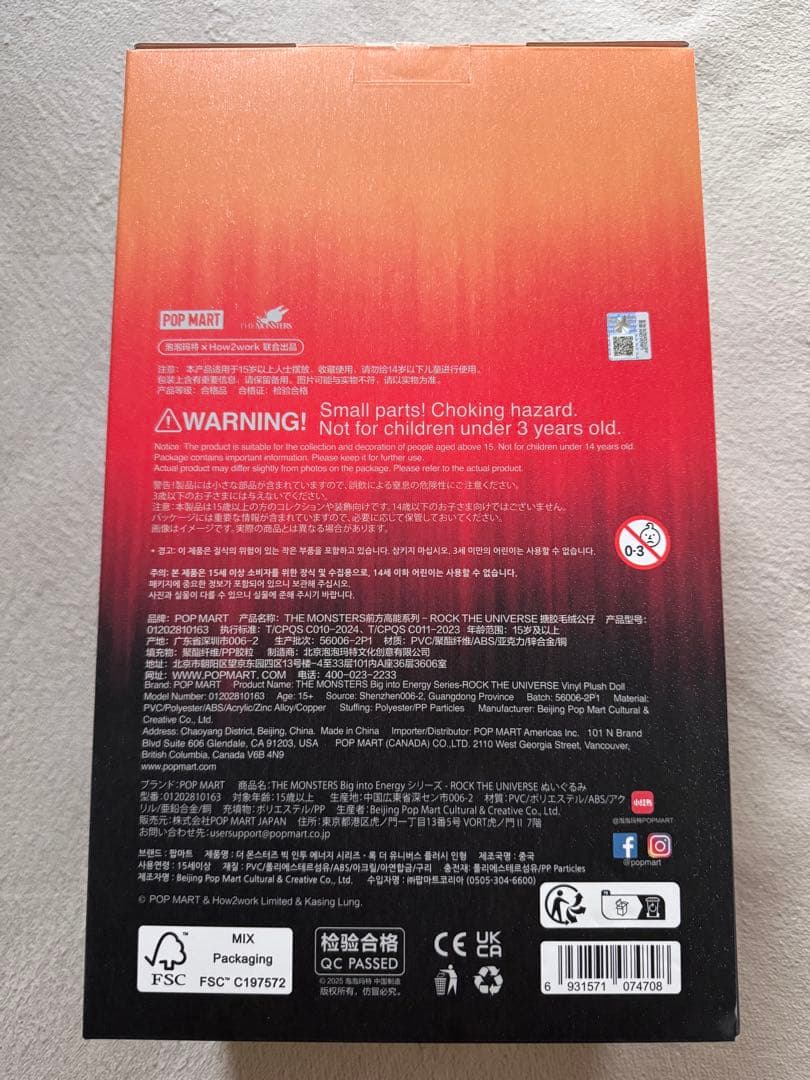 POP MART
THE MONSTERS
泡泡玛特 × How2work 联合出品
注意: 本产品适用于15岁以上人士摆放、收藏使用, 请勿给14岁以下儿童进行使用。
包装上含有重要信息, 请保留备用。图片可能与实物不符, 请以实物为准。
产品等级: 合格品 合格证: 检验合格
WARNING! Small parts! Choking hazard.
Not for children under 3 years old.
Notice: The product is suitable for the collection and decoration of people aged above 15. Not for children under 14 years old.
Package contains important information. Please keep it for further use.
Actual product may differ slightly from photos on the package. Please refer to the actual product.
警告!製品には小さな部品が含まれていますので、誤飲による窒息の危険性にご注意ください。
3歳以下のお子さまには与えないでください。
注意:本製品は15歳以上の方のコレクションや装飾向けです。14歳以下のお子さま向けではございません。
パッケージには重要な情報が含まれていますので、必要に応じて保管しておいてください。
画像はイメージです。実際の商品とは異なる場合があります。
0-3
* 경고: 이 제품은 질식의 위험이 있는 작은 부품을 포함하고 있습니다. 삼키지 마십시오. 3세 미만의 어린이는 사용할 수 없습니다.
주의: 본 제품은 15세 이상 소비자를 위한 장식 및 수집용으로, 14세 이하 어린이는 사용할 수 없습니다.
패키지에 중요한 정보가 포함되어 있으니 보관해 주십시오.
사진과 실물이 다를 수 있으니 실물에 준해 주시기 바랍니다.
品牌: POP MART 产品名称: THE MONSTERS前方高能系列 - ROCK THE UNIVERSE 搪胶毛绒公仔 产品型号:
01202810163 执行标准: T/CPQS C010-2024、T/CPQS C011-2023 年龄范围: 15岁及以上
产地: 广东省深圳市006-2 生产批次: 56006-2P1 材质: PVC/聚酯纤维/ABS/亚克力/锌合金/铜
填充物: 聚酯纤维/PP胶粒 制造商: 北京泡泡玛特文化创意有限公司
地址: 北京市朝阳区望京东园四区13号楼-4至33层101内A座36层3606室
网址: WWW.POPMART.COM 电话: 400-023-2233
Brand: POP MART Product Name: THE MONSTERS Big into Energy Series-ROCK THE UNIVERSE Vinyl Plush Doll
Model Number: 01202810163 Age: 15+ Source: Shenzhen006-2, Guangdong Province Batch: 56006-2P1 Material:
PVC/Polyester/ABS/Acrylic/Zinc Alloy/Copper Stuffing: Polyester/PP Particles Manufacturer: Beijing Pop Mart Cultural &
Creative Co., Ltd.
Address: Chaoyang District, Beijing, China. Made in China Importer/Distributor: POP MART Americas Inc. 101 N Brand
Blvd Suite 606 Glendale, CA 91203, USA POP MART (CANADA) CO.,LTD. 2110 West Georgia Street, Vancouver,
British Columbia, Canada V6B 4N9
www.popmart.com
ブランド: POP MART 商品名:THE MONSTERS Big into Energy シリーズ - ROCK THE UNIVERSE ぬいぐるみ
型番: 01202810163 対象年齢:15歳以上 生産地:中国広東省深セン市006-2 材質:PVC/ポリエステル/ABS/アク
リル/亜鉛合金/銅 充填物:ポリエステル/PP 生産者:Beijing Pop Mart Cultural & Creative Co., Ltd.
販売元:株式会社POP MART JAPAN 住所:東京都港区虎ノ門一丁目13番5号 VORT虎ノ門 II 7階
お問い合わせ先:usersupport@popmart.co.jp
小红书
@泡泡玛特POPMART
@popmart
브랜드 : 팝마트 제품명 : 더 몬스터즈 빅 인투 에너지 시리즈 - 록 더 유니버스 플러시 인형 제조국명 : 중국
사용연령 : 15세이상 재질 : PVC/폴리에스테르섬유/ABS/아크릴/아연합금/구리 충전재: 폴리에스테르섬유/PP Particles
제조자명 : Beijing Pop Mart Cultural & Creative Co., Ltd. 수입자명 : ㈜팝마트코리아 (0505-304-6600)
© POP MART & How2work Limited & Kasing Lung.
FSC
MIX
Packaging
FSC™ C197572
检验合格
QC PASSED
© 2025 泡泡玛特 中国制造
版权所有, 仿冒必究。
CE UK
CA
FR
6 931571 074708